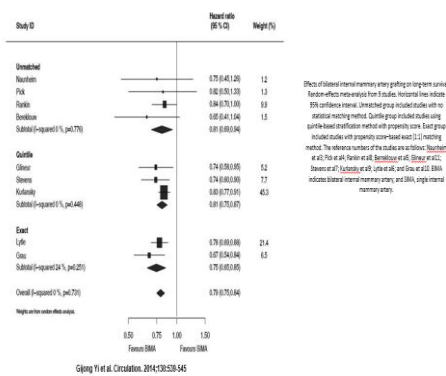 Study ID
Hazard ratio
(95 % CI)
Weight (%)
Unmatched
Naunheim 0.75 (0.45,1.26) 1.2
Pick 0.82 (0.50,1.33) 1.3
Rankin 0.84 (0.70,1.00) 9.9
Berreklouw 0.65 (0.41,1.04) 1.5
Subtotal (I-squared 0 %, p=0.776) 0.81 (0.69,0.94)
Quintile
Glineur 0.74 (0.58,0.95) 5.2
Stevens 0.74 (0.60,0.90) 7.7
Kurlansky 0.83 (0.77,0.91) 45.3
Subtotal (I-squared 0 %, p=0.446) 0.81 (0.75,0.87)
Exact
Lytle 0.78 (0.69,0.88) 21.4
Grau 0.67 (0.54,0.84) 6.5
Subtotal (I-squared 24 %, p=0.251) 0.75 (0.65,0.85)
Overall (I-squared 0 %, p=0.731) 0.79 (0.75,0.84)
Weights are from random effects analysis.
0.50 0.75 1.00 1.50
Favours BIMA Favours SIMA
Gijong Yi et al. Circulation. 2014;130:539-545
Effects of bilateral internal mammary artery grafting on long-term surviva
Random-effects meta-analysis from 9 studies. Horizontal lines indicate
95% confidence interval. Unmatched group included studies with no
statistical matching method. Quintile group included studies using
quintile-based stratification method with propensity score. Exact group
included studies with propensity score–based exact (1:1) matching
method. The reference numbers of the studies are as follows: Naunheim
et al3; Pick et al4; Rankin et al8; Berreklouw et al5; Glineur et al11;
Stevens et al7; Kurlansky et al9; Lytle et al6; and Grau et al10. BIMA
indicates bilateral internal mammary artery; and SIMA, single internal
mammary artery.